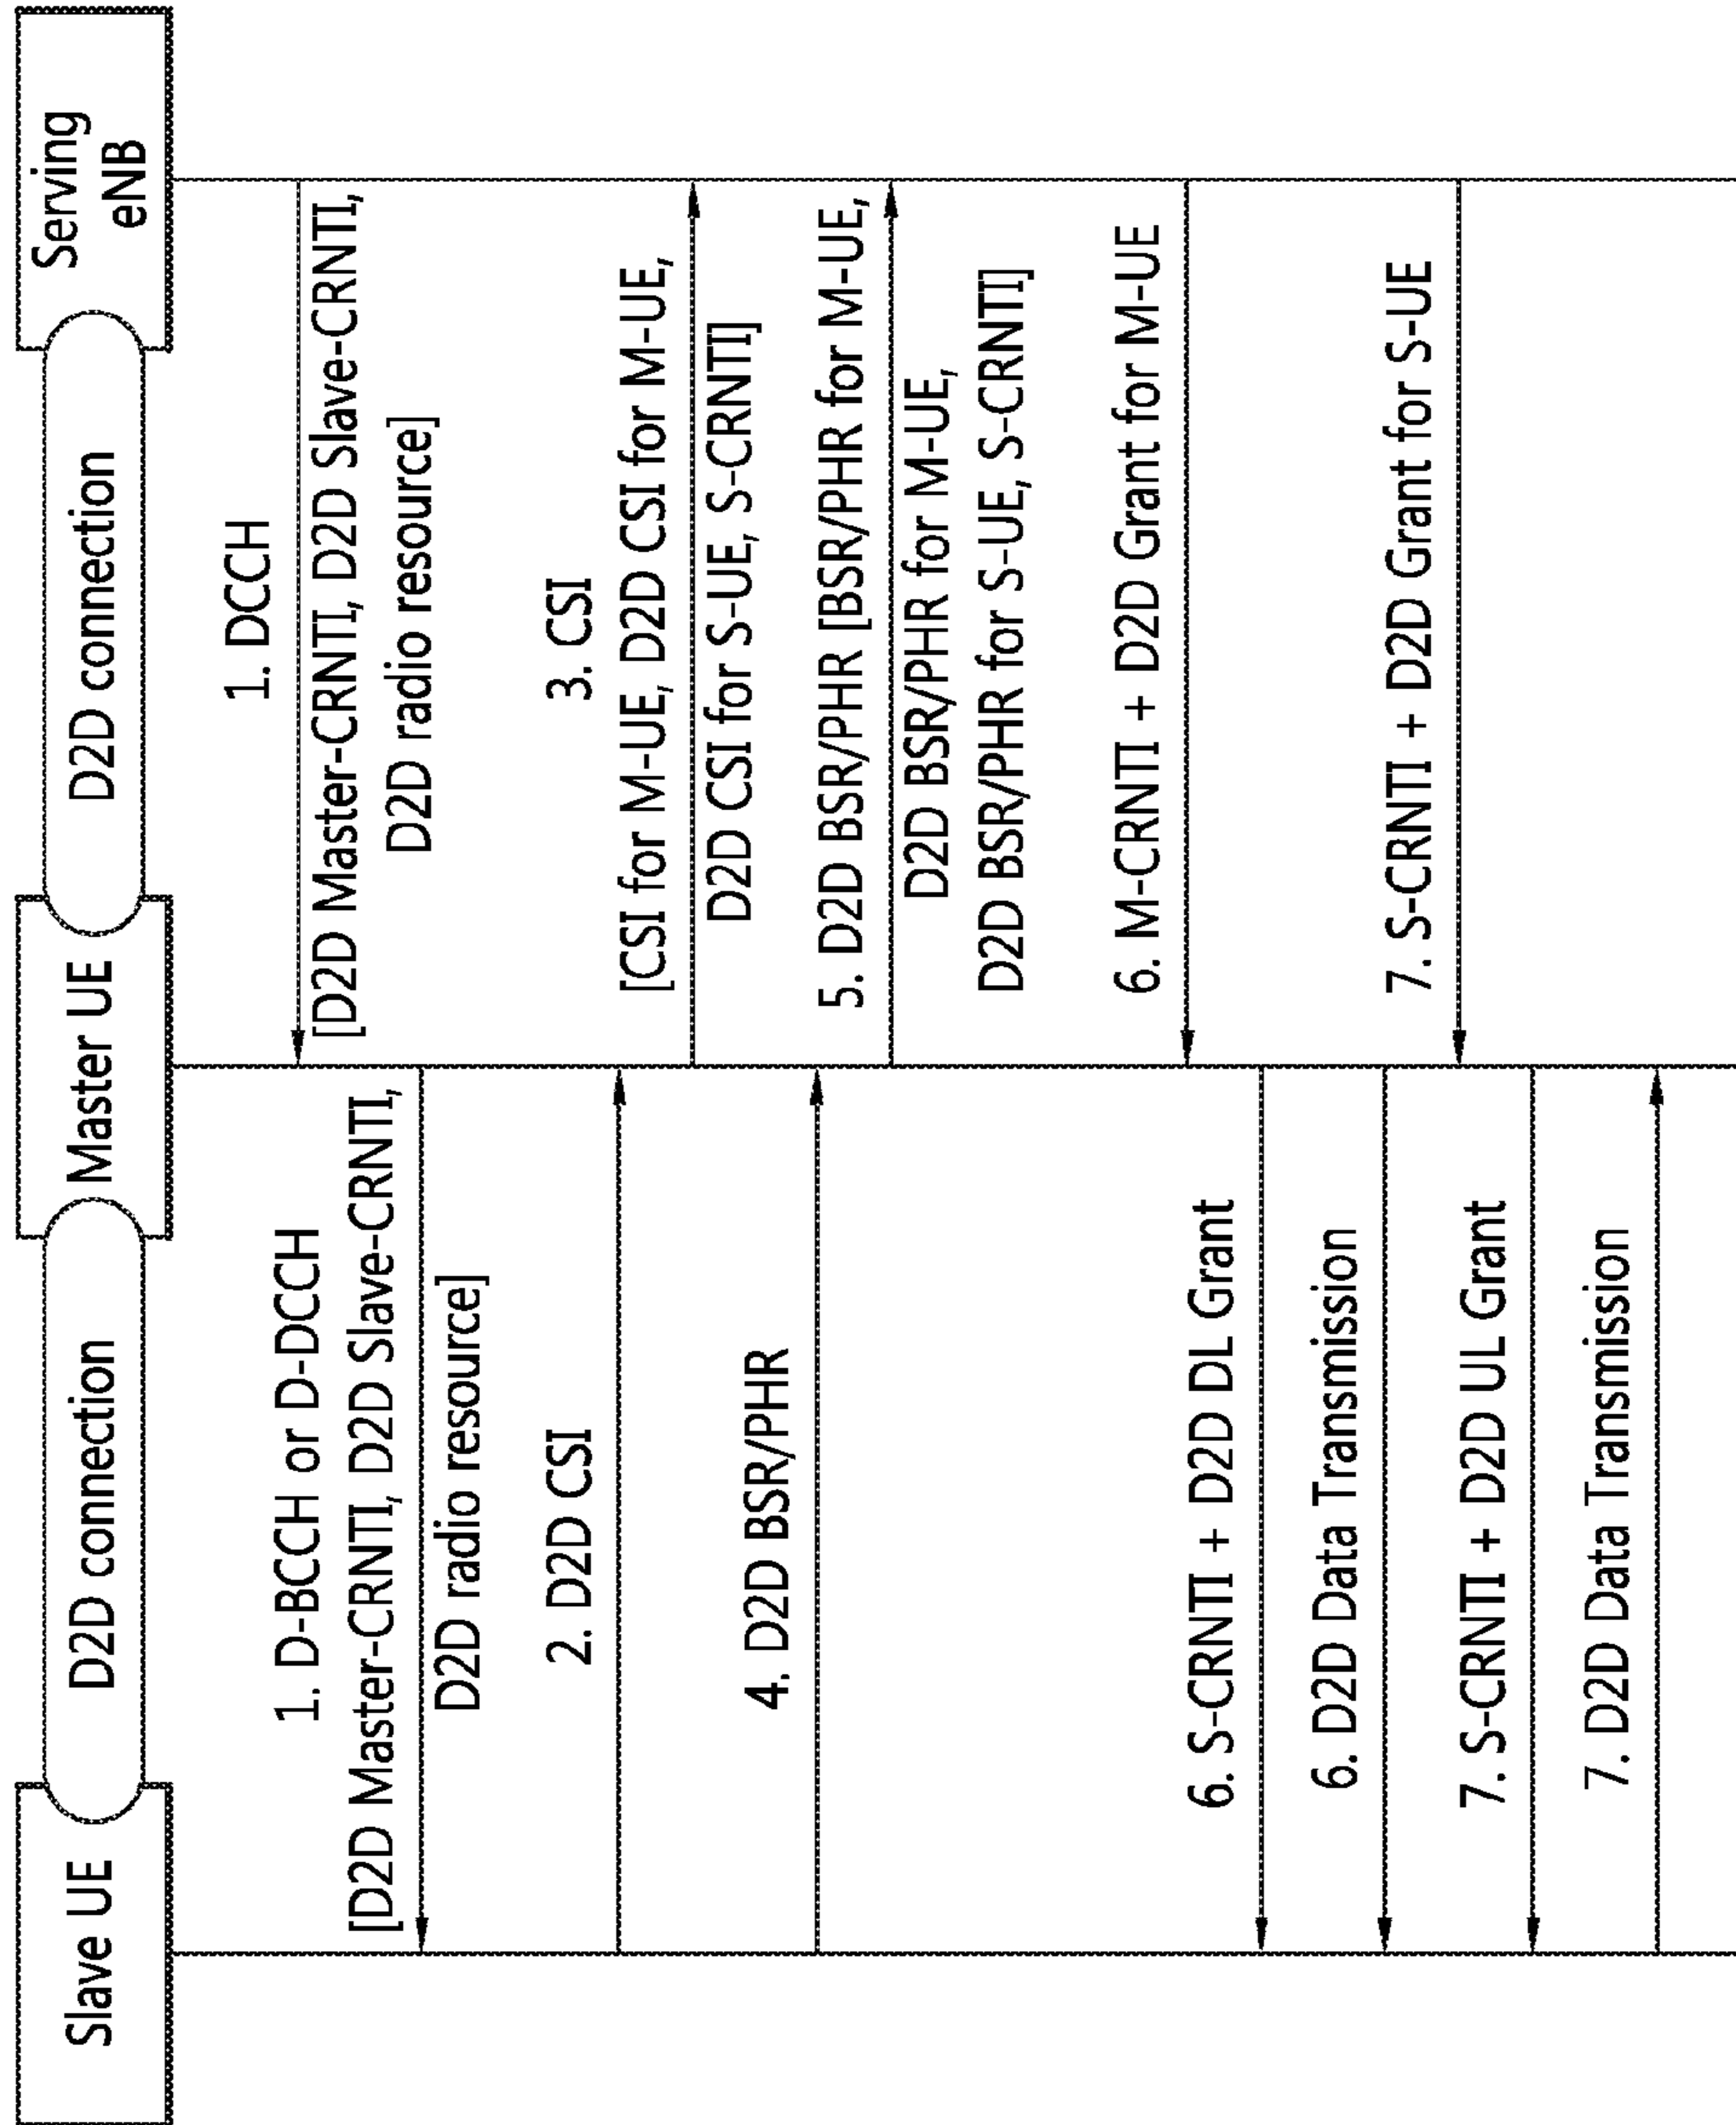 Slave UE
D2D connection
Master UE
D2D connection
Serving
eNB
1. DCCH
[D2D Master-CRNTI, D2D Slave-CRNTI,
D2D radio resource]
1. D-BCCH or D-DCCH
[D2D Master-CRNTI, D2D Slave-CRNTI,
D2D radio resource]
2. D2D CSI
3. CSI
[CSI for M-UE, D2D CSI for M-UE,
D2D CSI for S-UE, S-CRNTI]
4. D2D BSR/PHR
5. D2D BSR/PHR [BSR/PHR for M-UE,
D2D BSR/PHR for M-UE,
D2D BSR/PHR for S-UE, S-CRNTI]
6. M-CRNTI + D2D Grant for M-UE
6. S-CRNTI + D2D DL Grant
6. D2D Data Transmission
7. S-CRNTI + D2D Grant for S-UE
7. S-CRNTI + D2D UL Grant
7. D2D Data Transmission